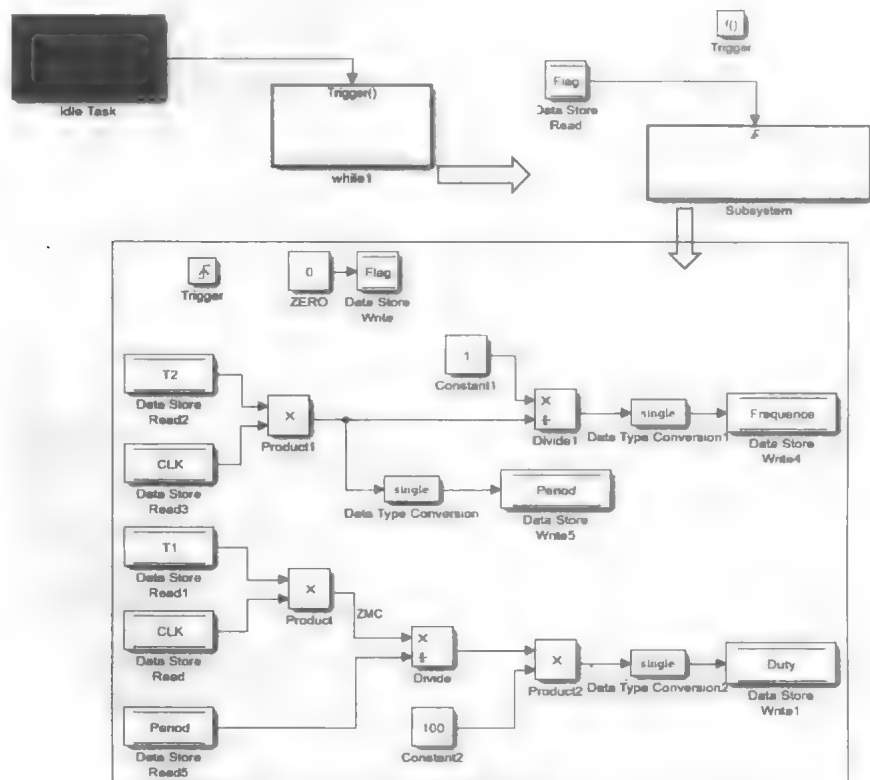 f()
Trigger
Idle Task
Trigger()
while1
Flag
Data Store
Read
Subsystem
Trigger
0
ZERO
Flag
Data Store
Write
T2
Data Store
Read2
CLK
Data Store
Read3
×
Product1
1
Constant1
×
÷
Divide1
single
Data Type Conversion1
Frequence
Data Store
Write4
single
Data Type Conversion
Period
Data Store
Write5
T1
Data Store
Read1
CLK
Data Store
Read
×
Product
ZMC
×
÷
Divide
Period
Data Store
Read5
100
Constant2
×
Product2
single
Data Type Conversion2
Duty
Data Store
Write1